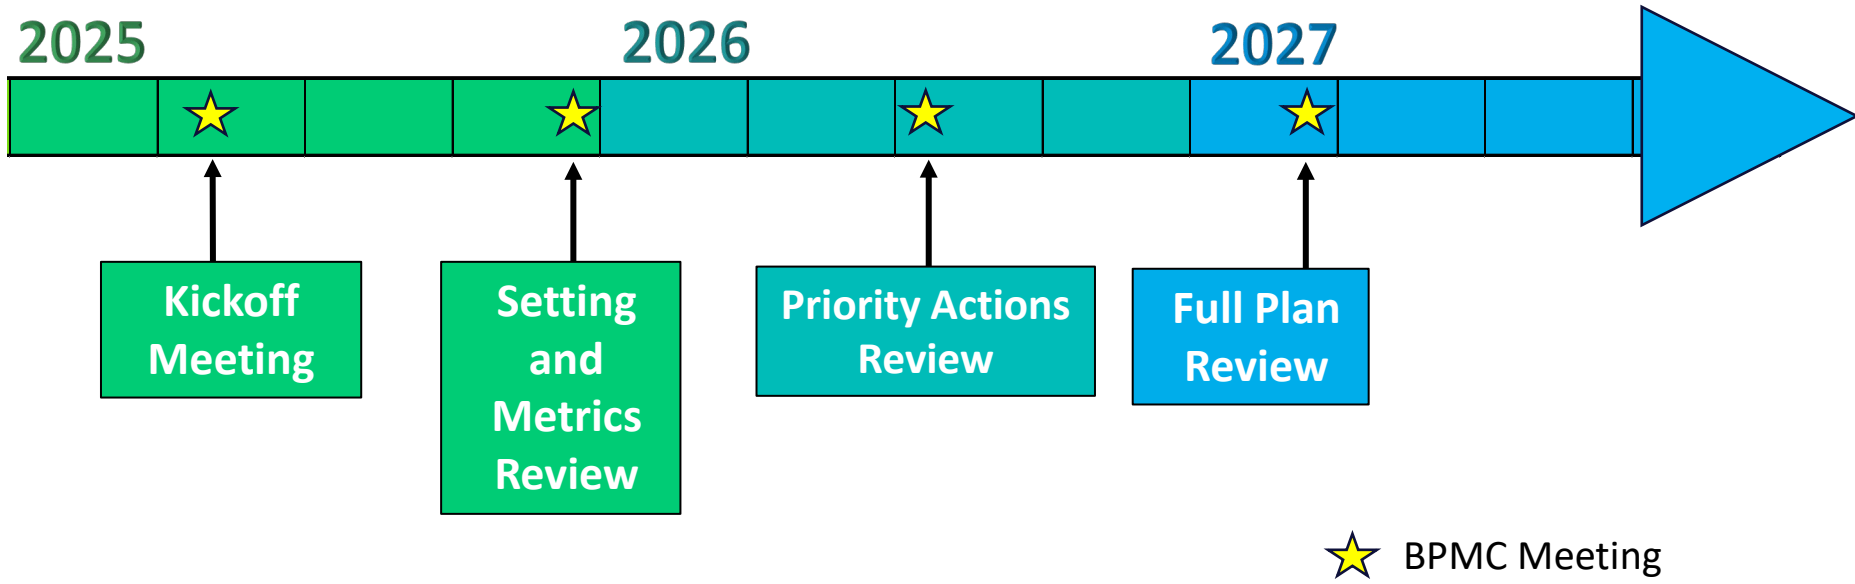 2025
2026
2027
Kickoff
Meeting
Setting
and
Metrics
Review
Priority Actions
Review
Full Plan
Review
BPMC Meeting